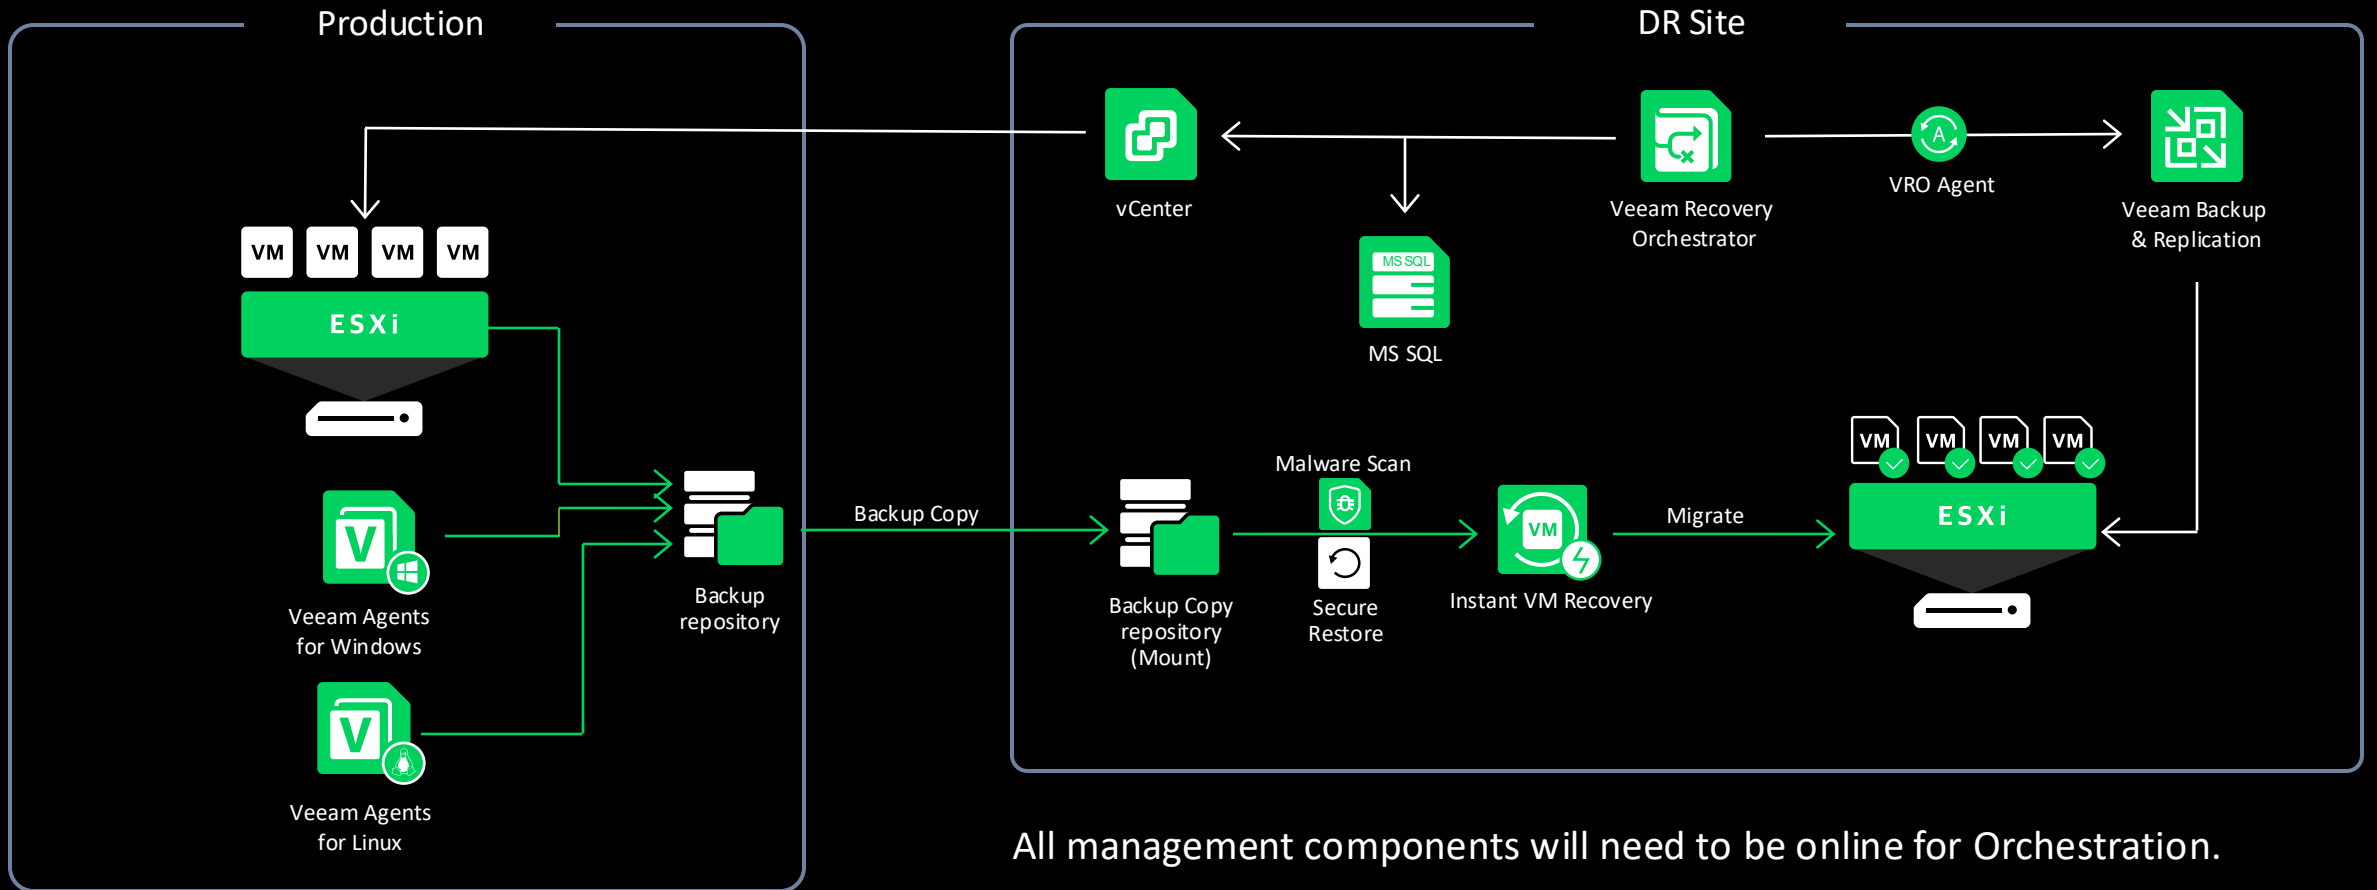 Production
DR Site
VM
VM
VM
VM
ESXi
Veeam Agents
for Windows
V
V
Veeam Agents
for Linux
Backup
repository
Backup Copy
vCenter
MS SQL
MS SQL
Veeam Recovery
Orchestrator
A
VRO Agent
Veeam Backup
& Replication
Backup Copy
repository
(Mount)
Malware Scan
Secure
Restore
VM
Instant VM Recovery
Migrate
VM
VM
VM
VM
ESXi
All management components will need to be online for Orchestration.